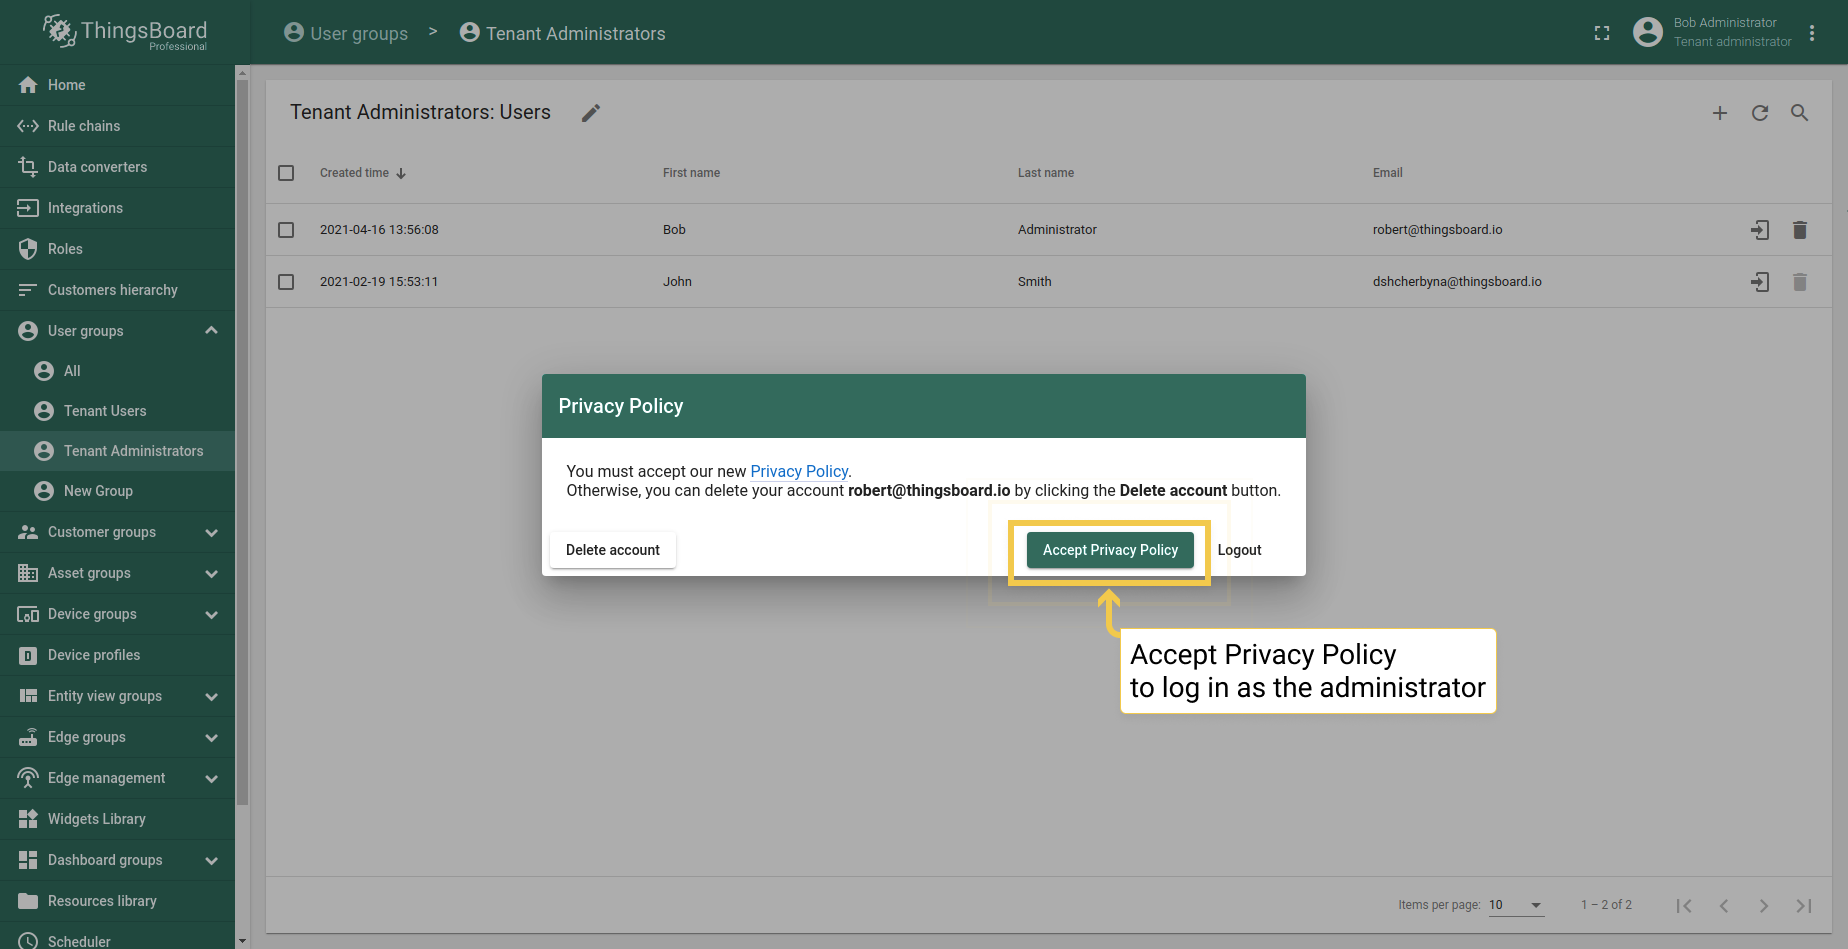 ThingsBoard
Professional
User groups > Tenant Administrators
Bob Administrator
Tenant administrator
Home
Rule chains
Data converters
Integrations
Roles
Customers hierarchy
User groups
All
Tenant Users
Tenant Administrators
New Group
Customer groups
Asset groups
Device groups
Device profiles
Entity view groups
Edge groups
Edge management
Widgets Library
Dashboard groups
Resources library
Scheduler
Tenant Administrators: Users
Created time First name Last name Email
2021-04-16 13:56:08 Bob Administrator robert@thingsboard.io
2021-02-19 15:53:11 John Smith dshcherbyna@thingsboard.io
Privacy Policy
You must accept our new Privacy Policy.
Otherwise, you can delete your account robert@thingsboard.io by clicking the Delete account button.
Delete account Accept Privacy Policy Logout
Accept Privacy Policy
to log in as the administrator
Items per page: 10 1 – 2 of 2